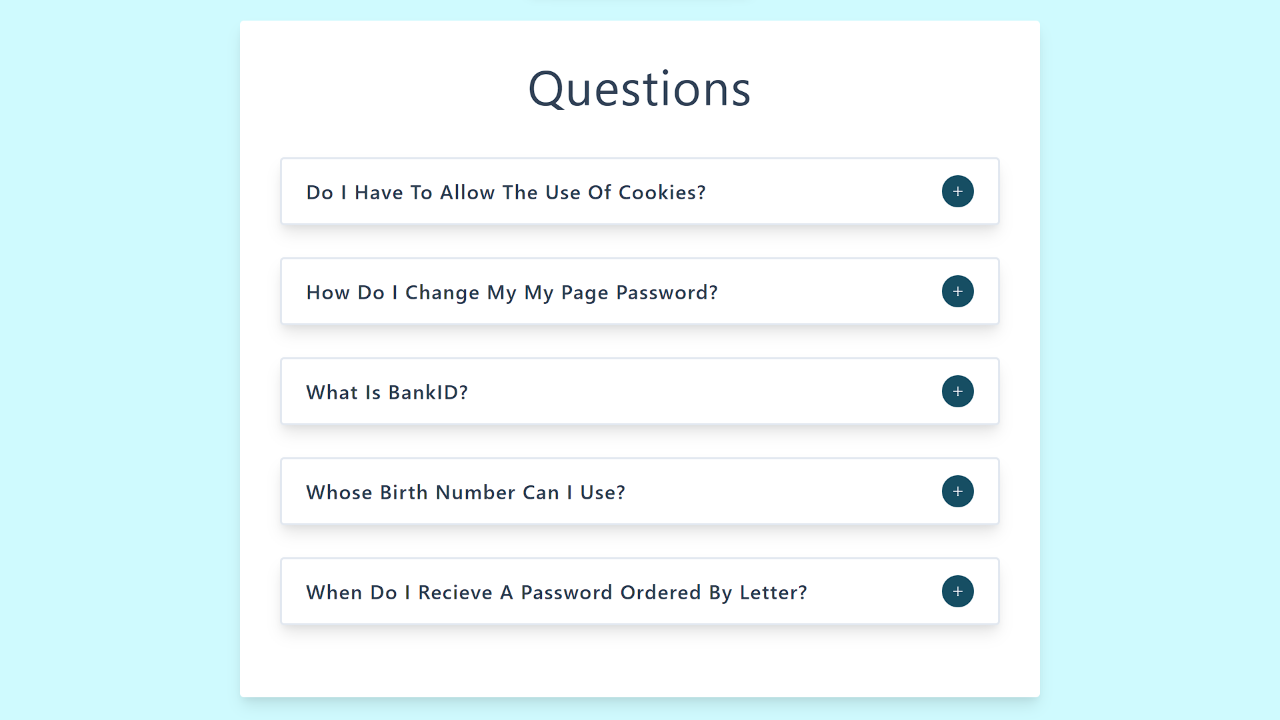 Questions
Do I Have To Allow The Use Of Cookies?
+
How Do I Change My My Page Password?
+
What Is BankID?
+
Whose Birth Number Can I Use?
+
When Do I Recieve A Password Ordered By Letter?
+